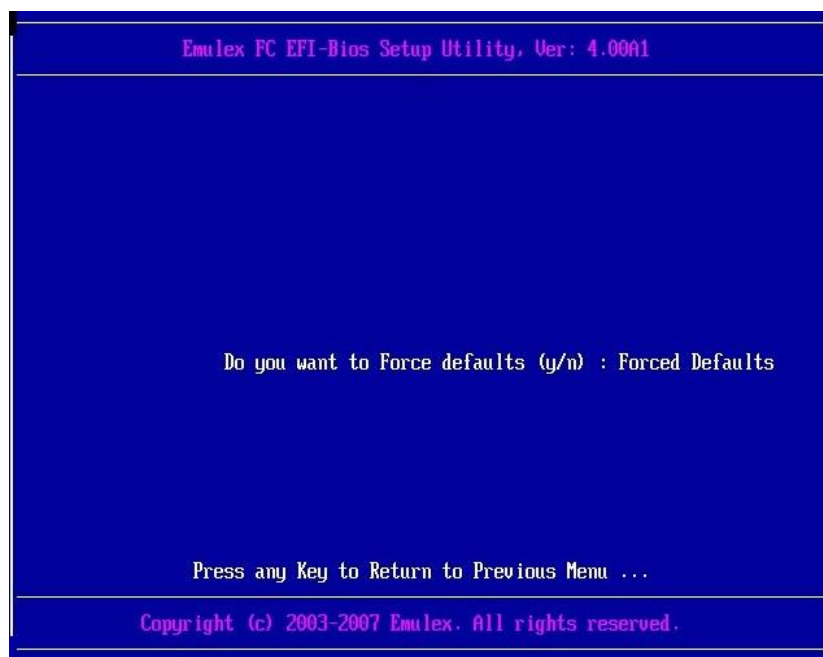 Emulex FC EFI-Bios Setup Utility, Ver: 4.00A1
Do you want to Force defaults (y/n) : Forced Defaults
Press any Key to Return to Previous Menu ...
Copyright (c) 2003-2007 Emulex. All rights reserved.